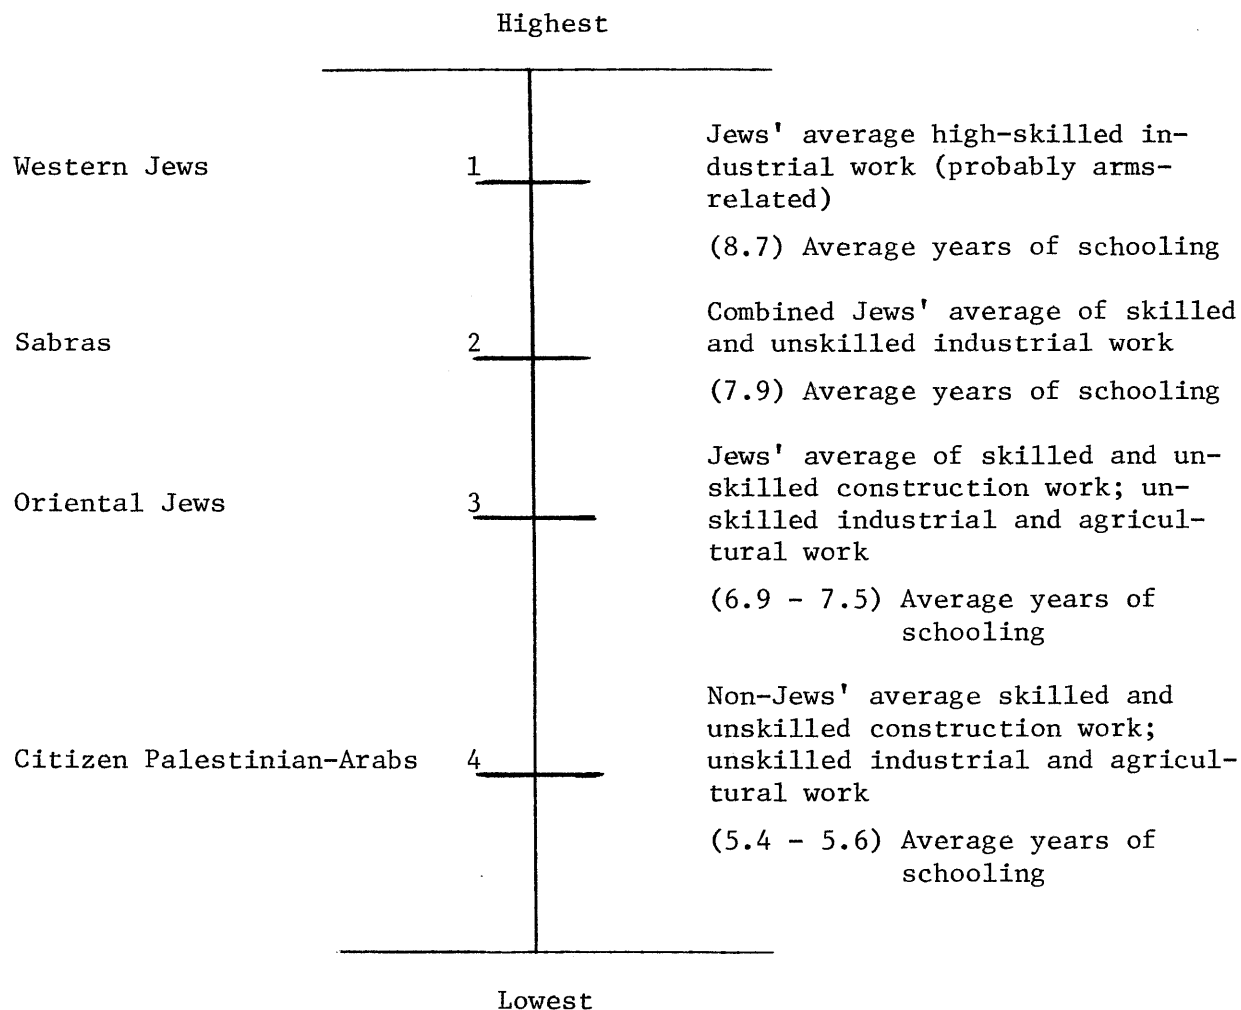 Highest
Western Jews
1
Jews' average high-skilled in-
dustrial work (probably arms-
related)
(8.7) Average years of schooling
Sabras
2
Combined Jews' average of skilled
and unskilled industrial work
(7.9) Average years of schooling
Oriental Jews
3
Jews' average of skilled and un-
skilled construction work; un-
skilled industrial and agricul-
tural work
(6.9 - 7.5) Average years of
schooling
Citizen Palestinian-Arabs
4
Non-Jews' average skilled and
unskilled construction work;
unskilled industrial and agricul-
tural work
(5.4 - 5.6) Average years of
schooling
Lowest